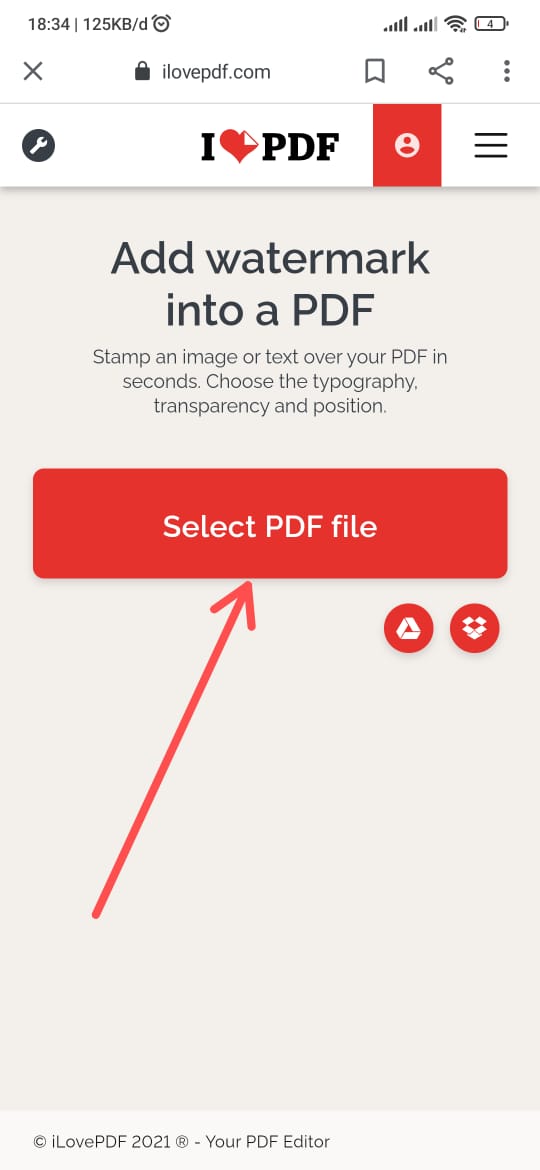 18:34 | 125KB/d
4
ilovepdf.com
I PDF
Add watermark
into a PDF
Stamp an image or text over your PDF in
seconds. Choose the typography,
transparency and position.
Select PDF file
© iLovePDF 2021 ® - Your PDF Editor